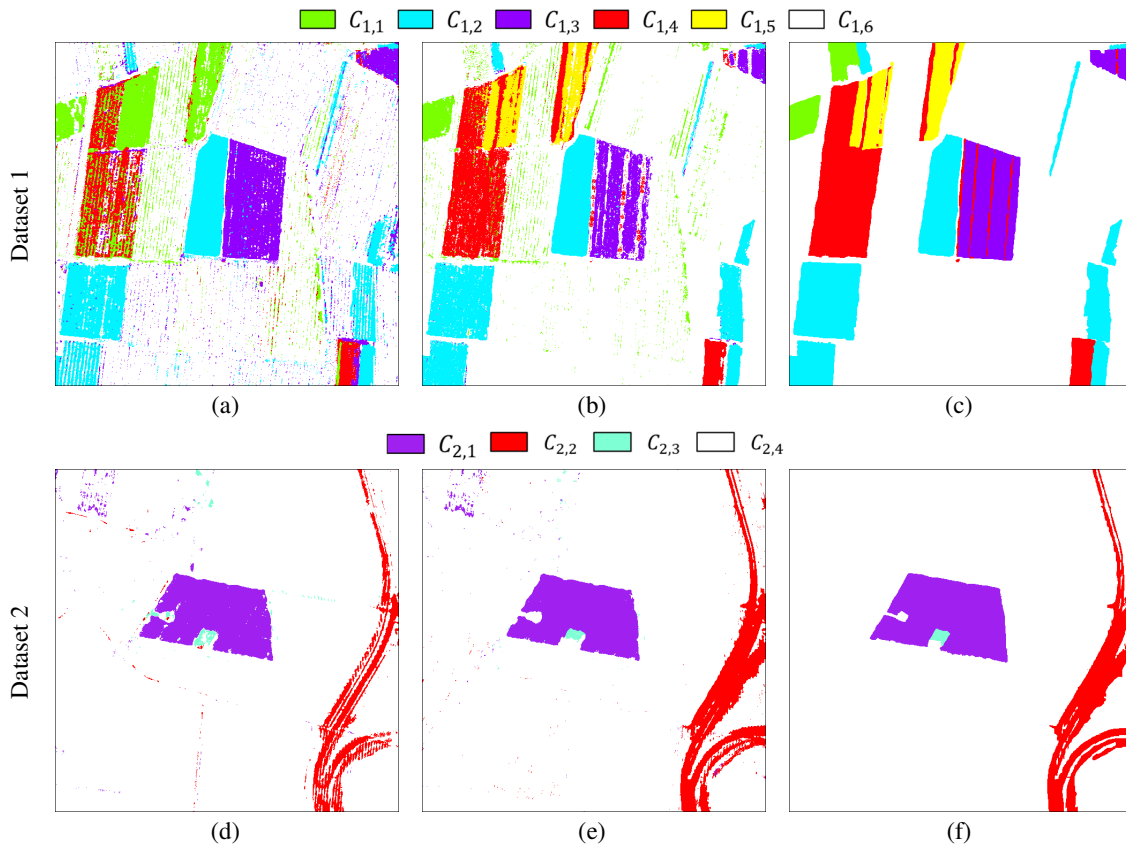 C1,1 C1,2 C1,3 C1,4 C1,5 C1,6
Dataset 1
(a) (b) (c)
C2,1 C2,2 C2,3 C2,4
Dataset 2
(d) (e) (f)